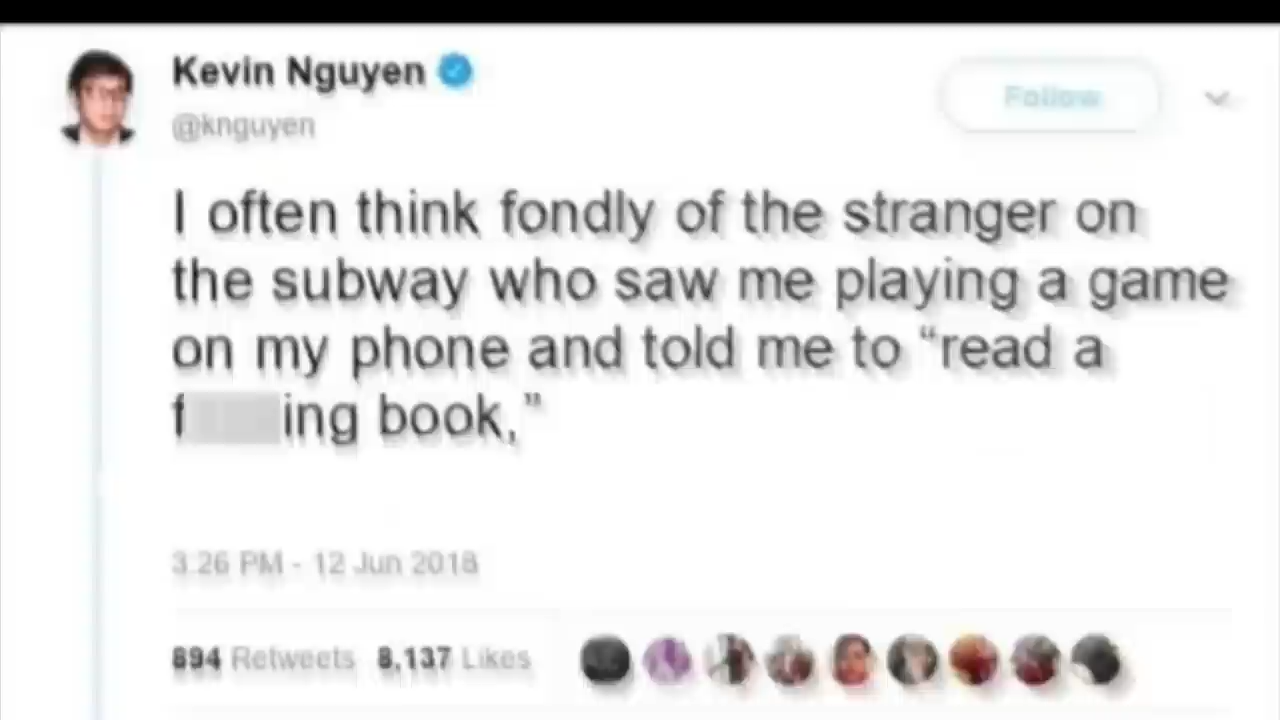 Kevin Nguyen
@knguyen
Follow
I often think fondly of the stranger on
the subway who saw me playing a game
on my phone and told me to “read a
f ing book,”
3:26 PM - 12 Jun 2018
894 Retweets 8,137 Likes